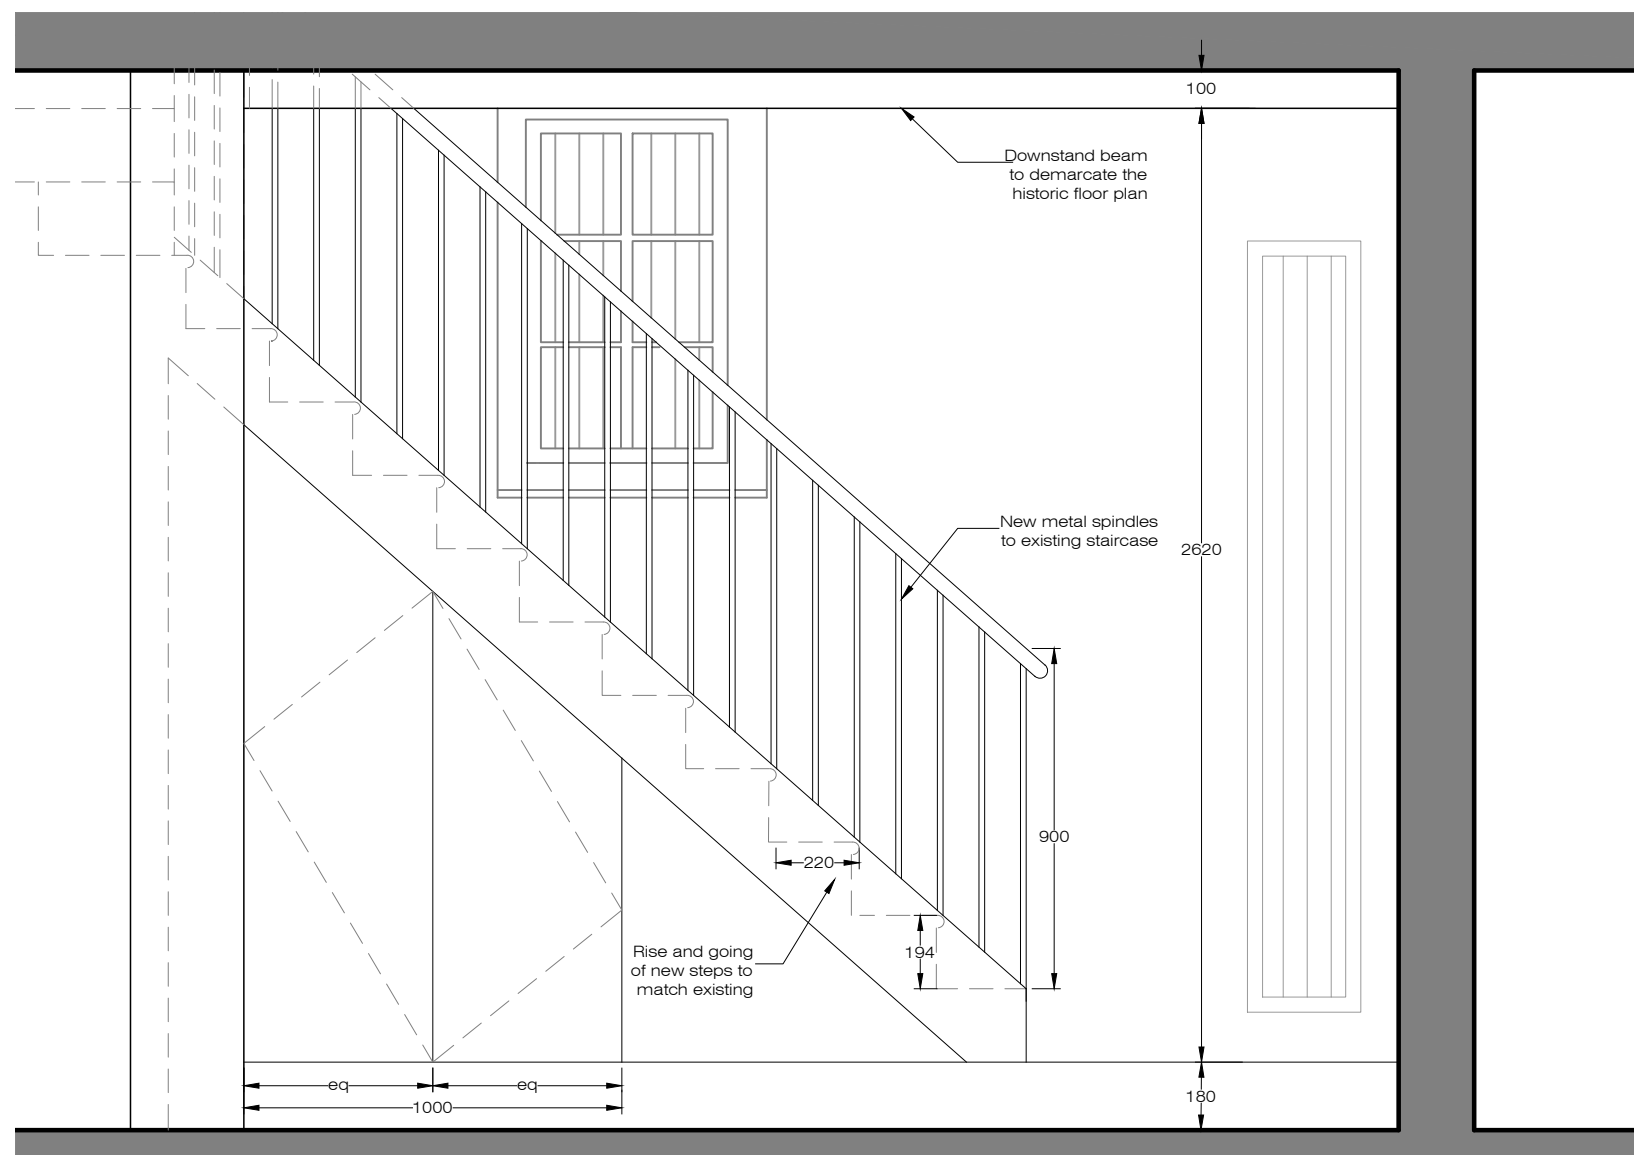 100
Downstand beam
to demarcate the
historic floor plan
New metal spindles
to existing staircase
2620
900
220
194
Rise and going
of new steps to
match existing
eq
eq
1000
180